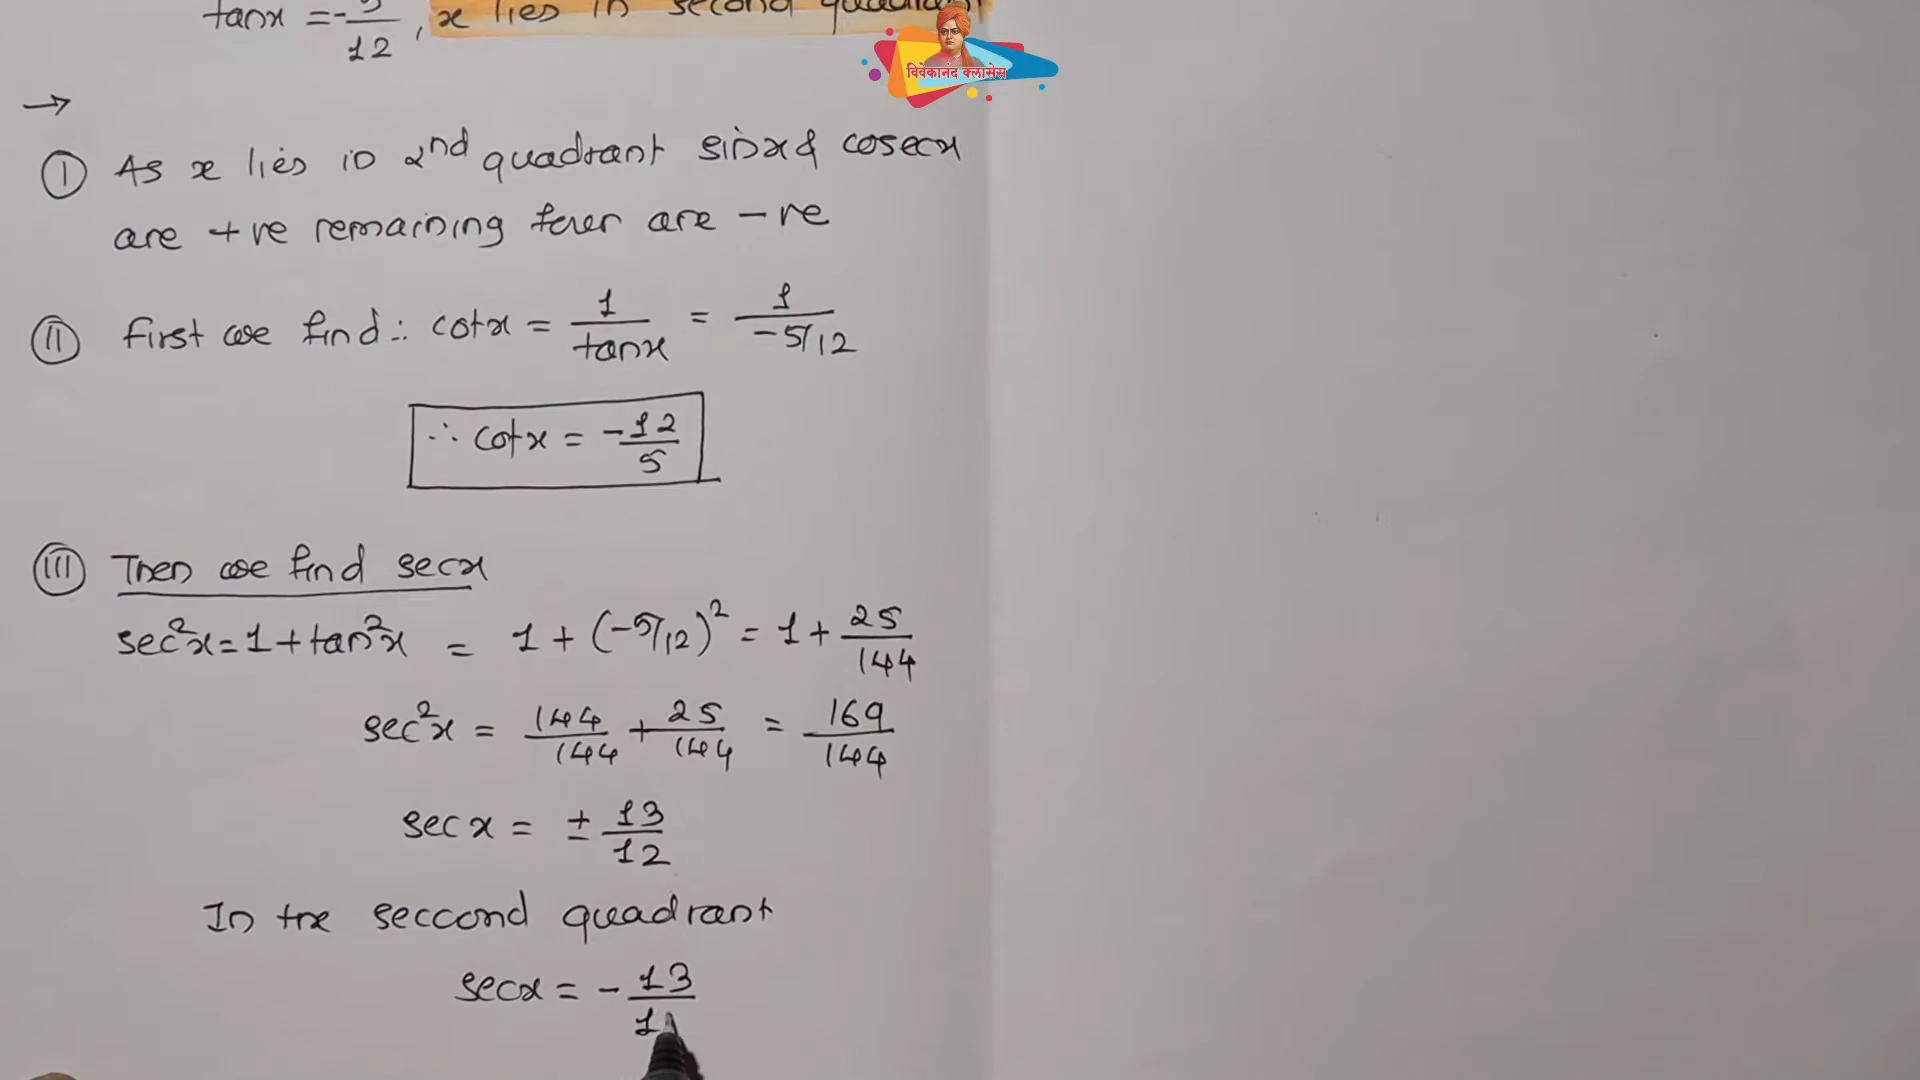 tanx = -5/12, x lies in second quadrant
विवेकानंद क्लासेस
→
① As x lies in 2nd quadrant sinx & cosecx
are +ve remaining four are -ve
② First we find ∴ cotx = 1/tanx = 1/(-5/12)
∴ cotx = -12/5
③ Then we find secx
sec²x = 1 + tan²x = 1 + (-5/12)² = 1 + 25/144
sec²x = 144/144 + 25/144 = 169/144
sec x = ± 13/12
In the seccond quadrant
secx = - 13/1